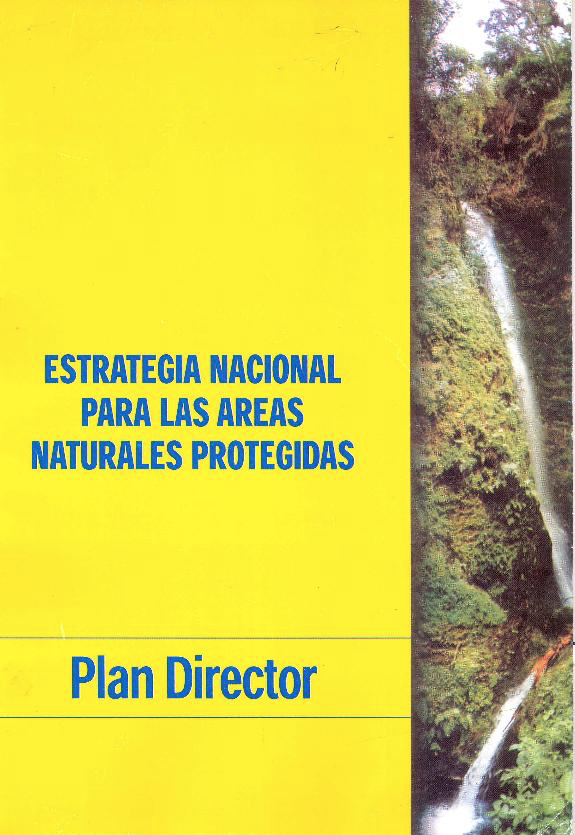 ESTRATEGIA NACIONAL
PARA LAS AREAS
NATURALES PROTEGIDAS
Plan Director